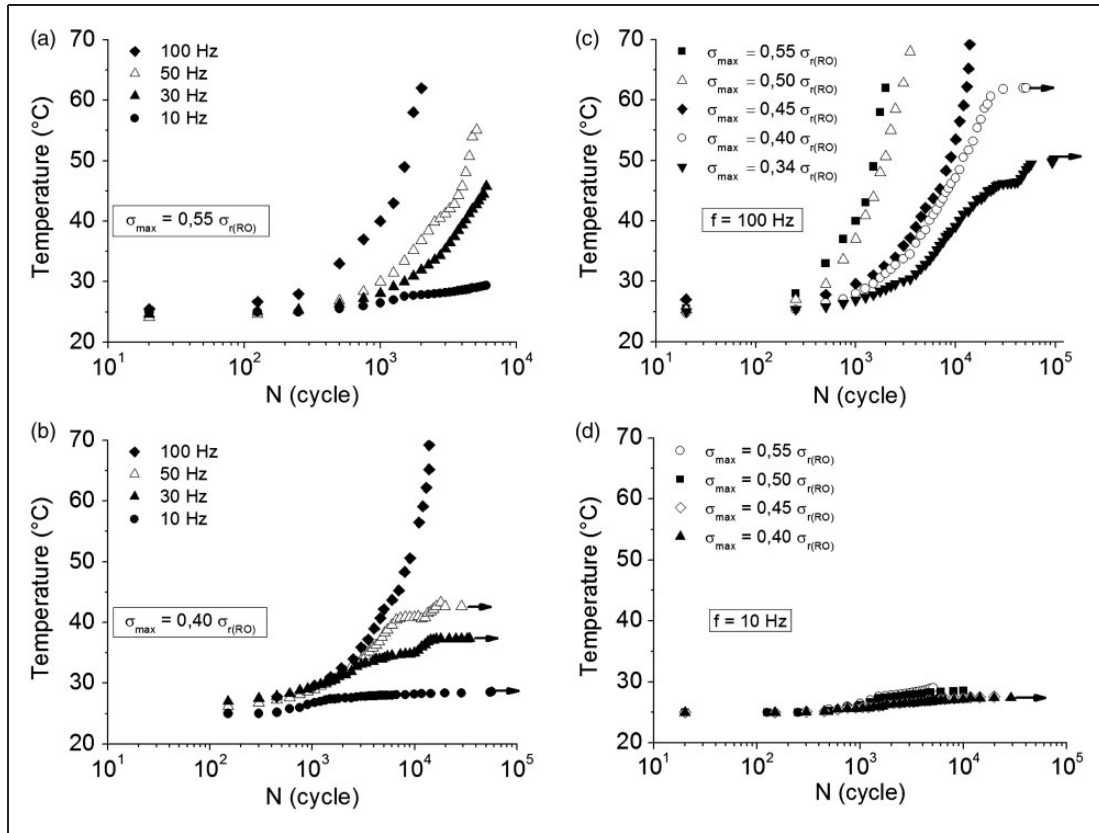 (a)
100 Hz
50 Hz
30 Hz
10 Hz
σmax = 0,55 σr(RO)
Temperature (°C)
70
60
50
40
30
20
10¹ 10² 10³ 10⁴
N (cycle)
(c)
σmax = 0,55 σr(RO)
σmax = 0,50 σr(RO)
σmax = 0,45 σr(RO)
σmax = 0,40 σr(RO)
σmax = 0,34 σr(RO)
f = 100 Hz
Temperature (°C)
70
60
50
40
30
20
10¹ 10² 10³ 10⁴ 10⁵
N (cycle)
(b)
100 Hz
50 Hz
30 Hz
10 Hz
σmax = 0,40 σr(RO)
Temperature (°C)
70
60
50
40
30
20
10¹ 10² 10³ 10⁴ 10⁵
N (cycle)
(d)
σmax = 0,55 σr(RO)
σmax = 0,50 σr(RO)
σmax = 0,45 σr(RO)
σmax = 0,40 σr(RO)
f = 10 Hz
Temperature (°C)
70
60
50
40
30
20
10¹ 10² 10³ 10⁴ 10⁵
N (cycle)